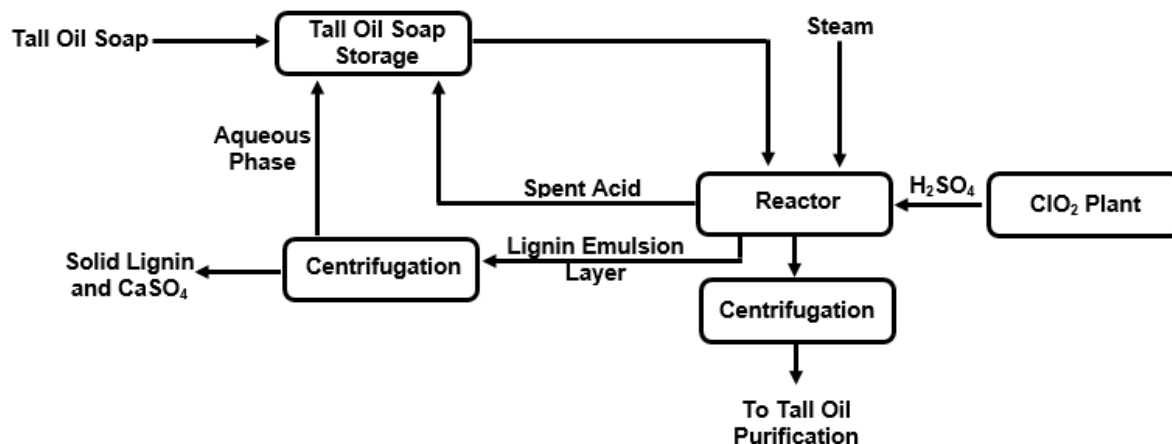 Tall Oil Soap
Tall Oil Soap
Storage
Steam
Aqueous
Phase
Spent Acid
Reactor
H₂SO₄
ClO₂ Plant
Solid Lignin
and CaSO₄
Centrifugation
Lignin Emulsion
Layer
Centrifugation
To Tall Oil
Purification